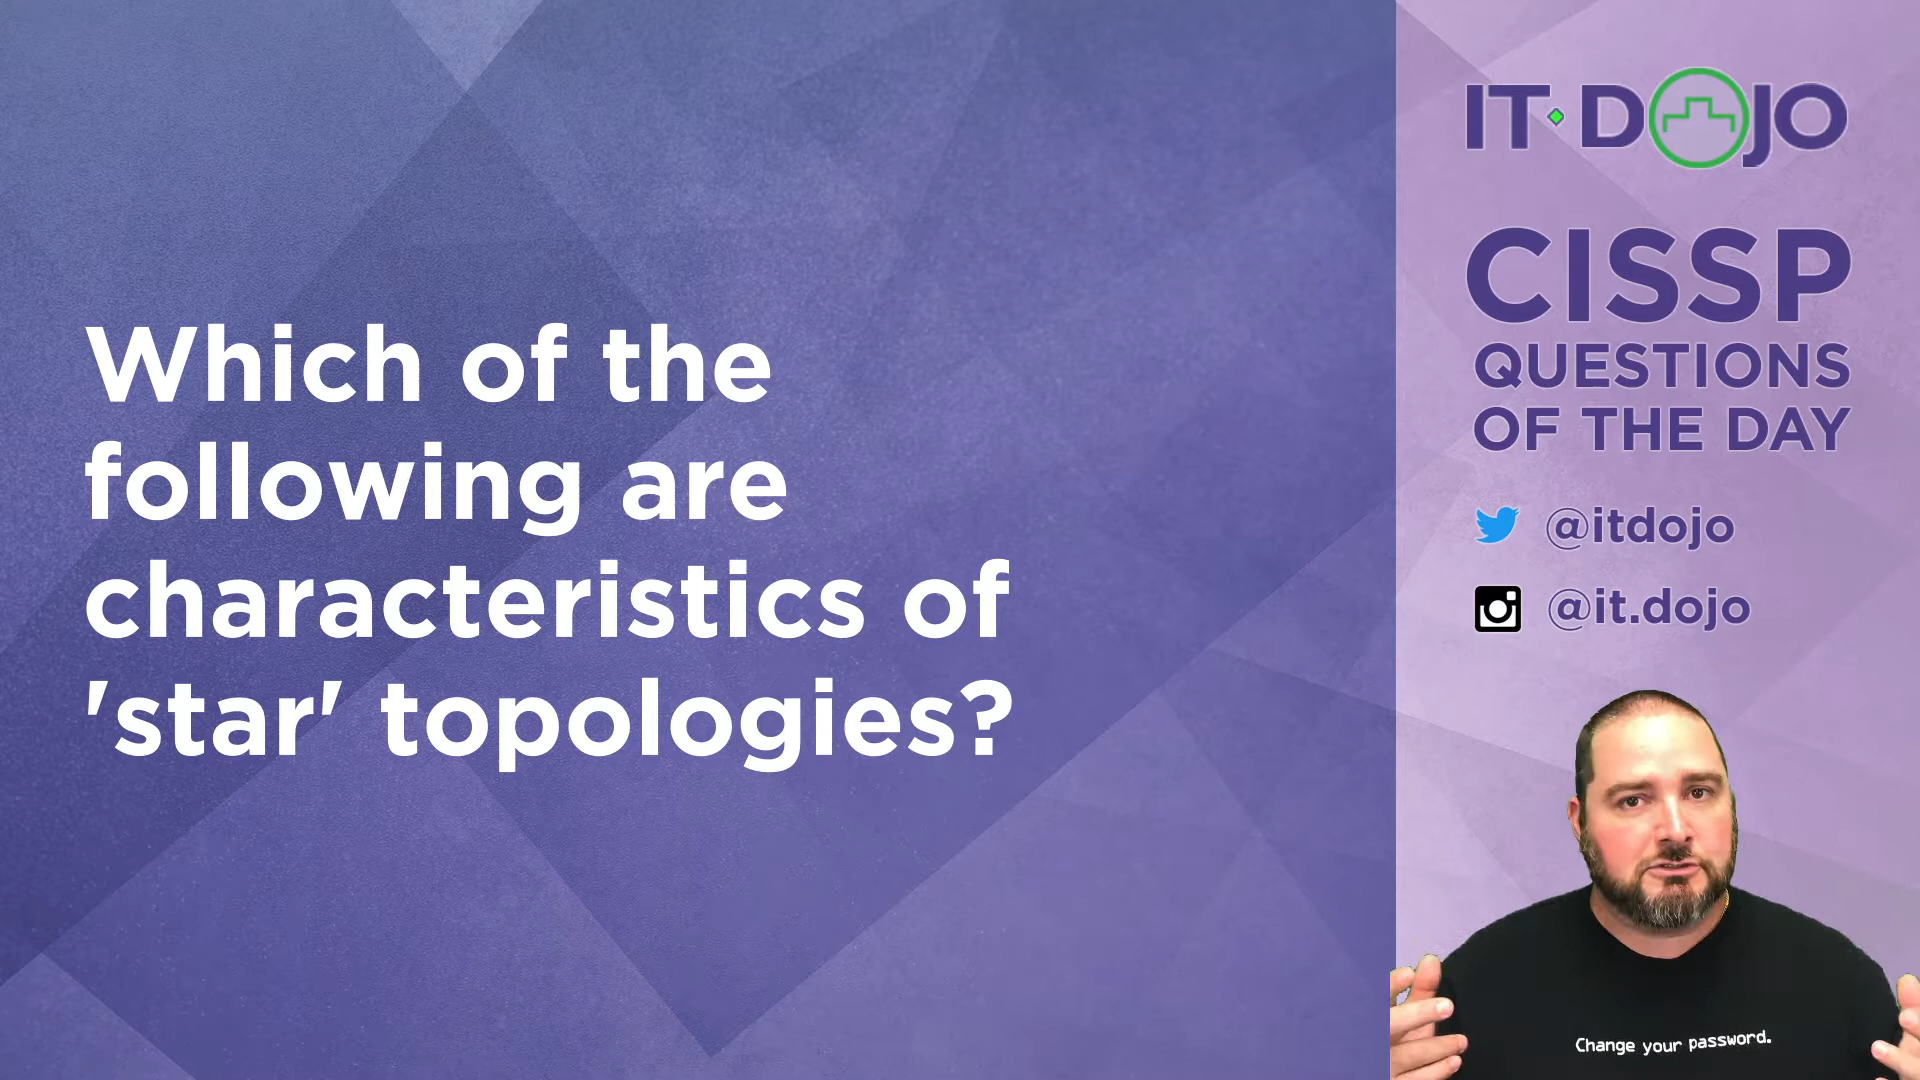 Which of the
following are
characteristics of
'star' topologies?
IT DOJO
CISSP
QUESTIONS
OF THE DAY
@itdojo
@it.dojo
Change your password.